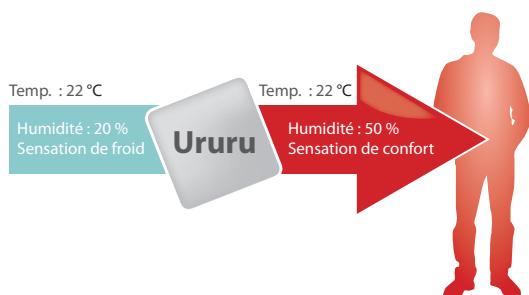 Temp. : 22 °C
Humidité : 20 %
Sensation de froid
Ururu
Temp. : 22 °C
Humidité : 50 %
Sensation de confort